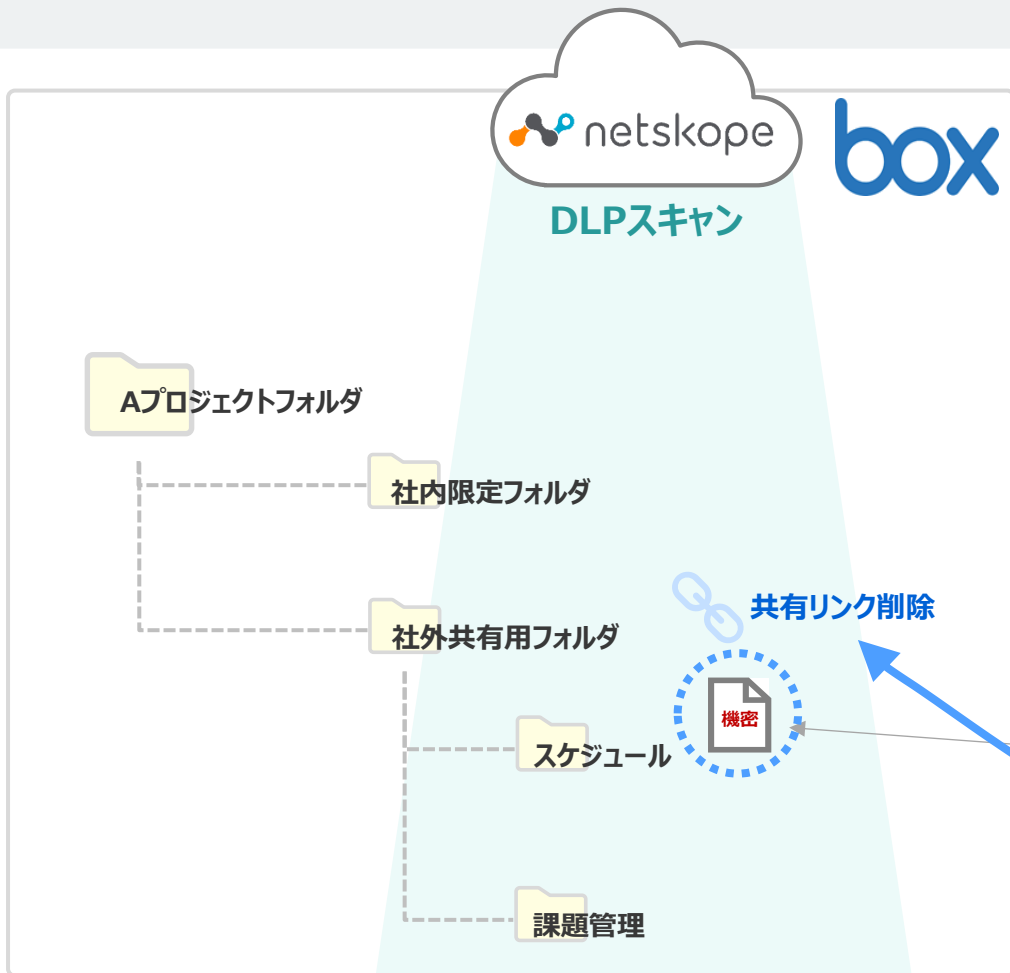 netskope
box
DLPスキャン
Aプロジェクトフォルダ
社内限定フォルダ
共有リンク削除
社外共有用フォルダ
機密
スケジュール
課題管理